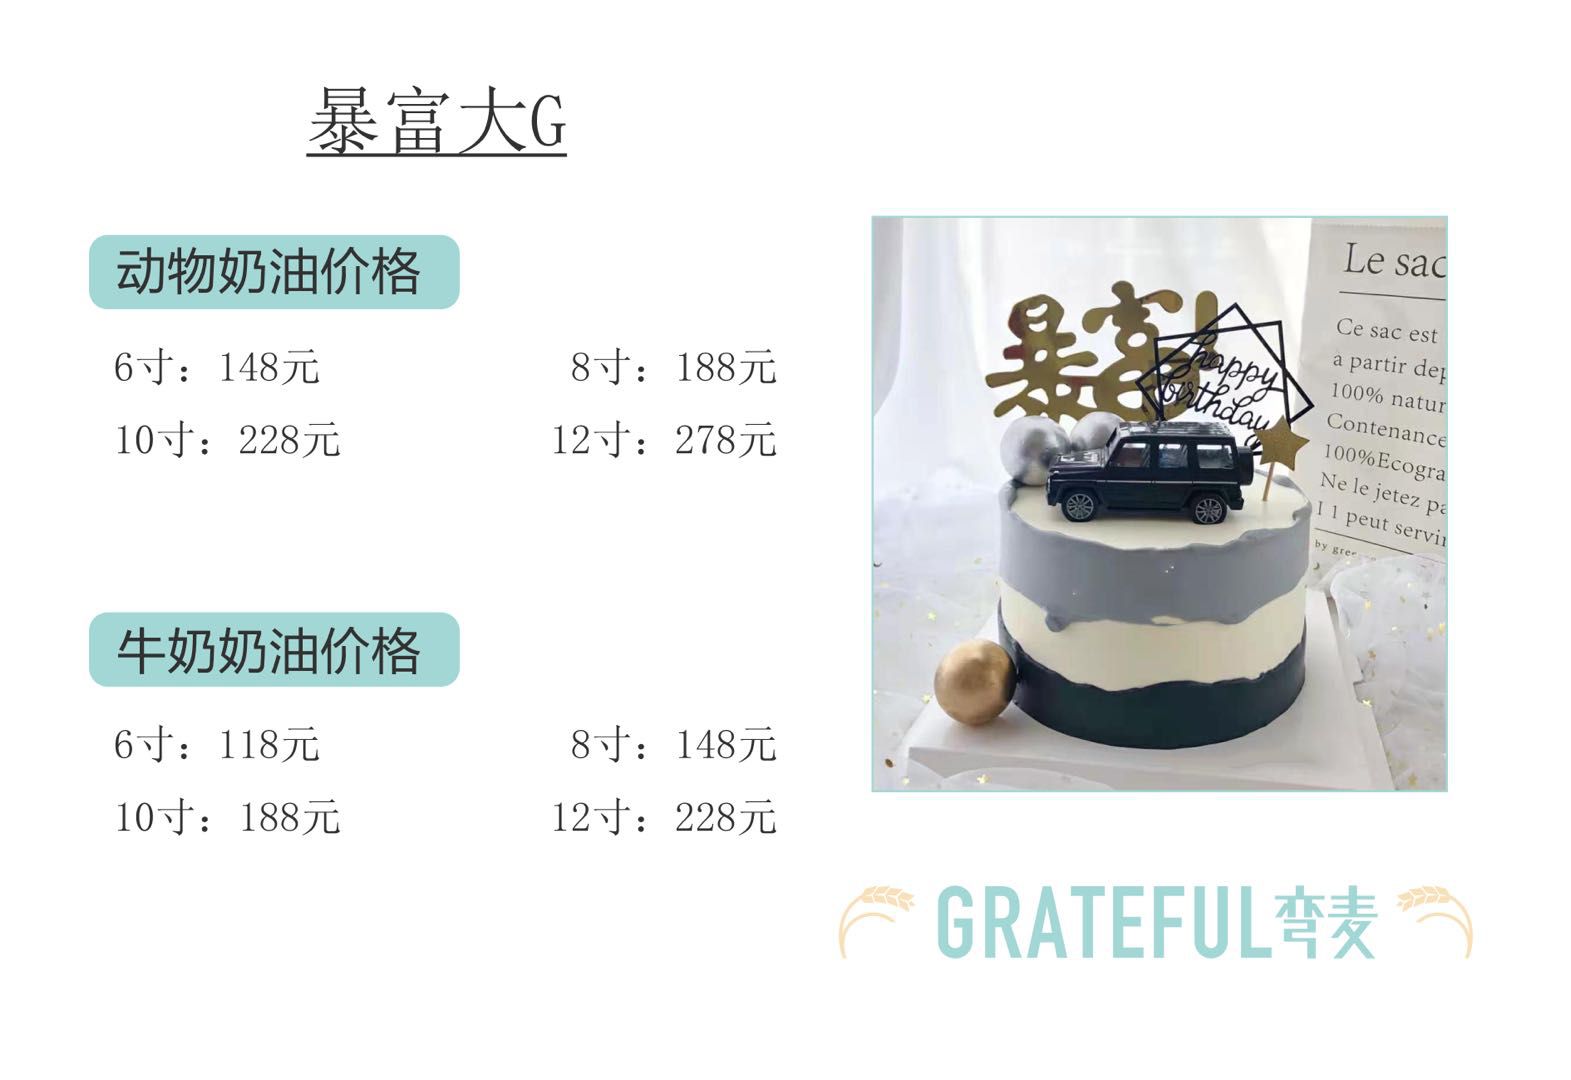 暴富大G
动物奶油价格
6寸：148元
8寸：188元
10寸：228元
12寸：278元
牛奶奶油价格
6寸：118元
8寸：148元
10寸：188元
12寸：228元
暴富!
happy
birthday
Le sac
Ce sac est
à partir dep
100% natur
Contenance
100%Ecogra
Ne le jetez pa
I l peut servir
by gree
GRATEFUL弯麦